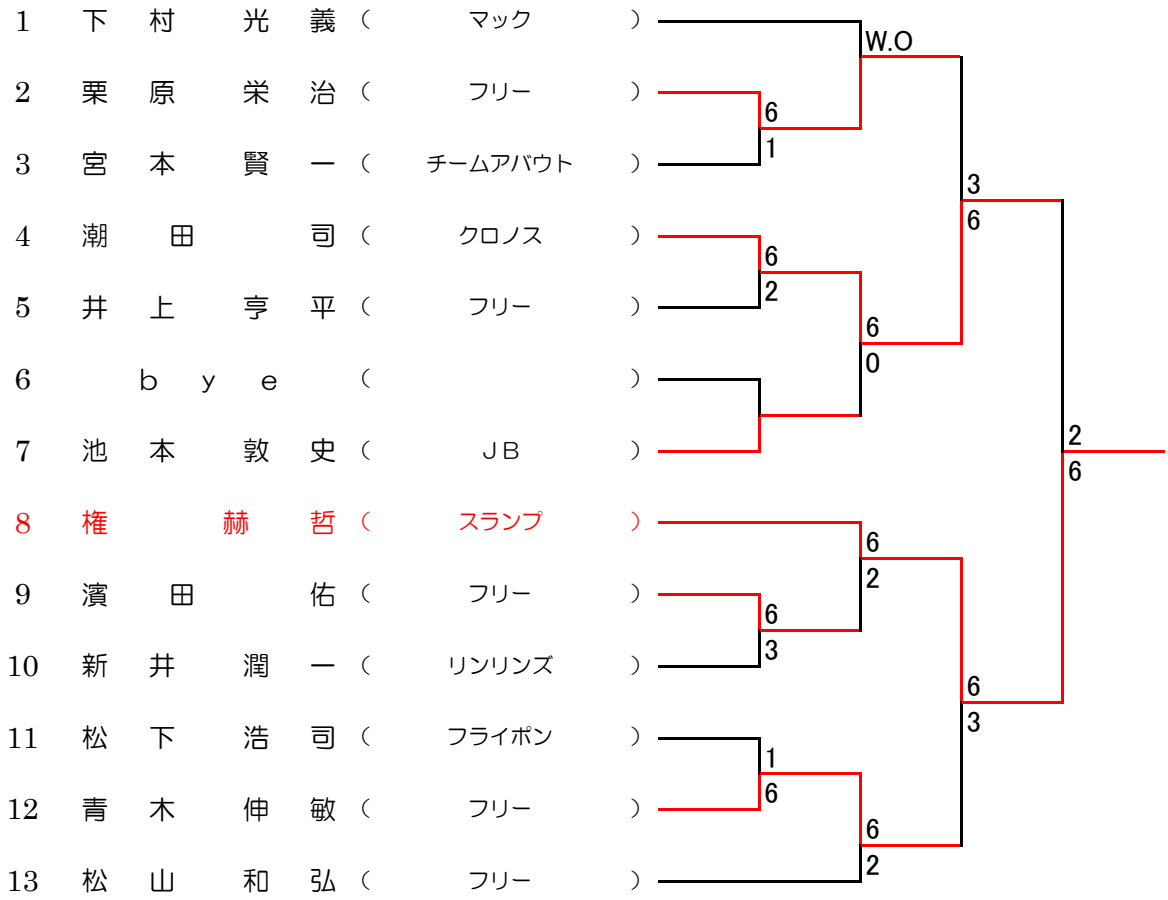 1 下村 光義 ( マック ) W.O
2 栗原 栄治 ( フリー ) 6
1
3 宮本 賢一 ( チームアバウト ) 3
6
4 潮田 司 ( クロノス ) 6
2
5 井上 亨平 ( フリー ) 6
0
6 bye ( )
7 池本 敦史 ( JB ) 2
6
8 権 赫哲 ( スランプ ) 6
2
9 濱田 佑 ( フリー ) 6
3
10 新井 潤一 ( リンリンズ ) 6
3
11 松下 浩司 ( フライポン ) 1
6
12 青木 伸敏 ( フリー ) 6
2
13 松山 和弘 ( フリー )